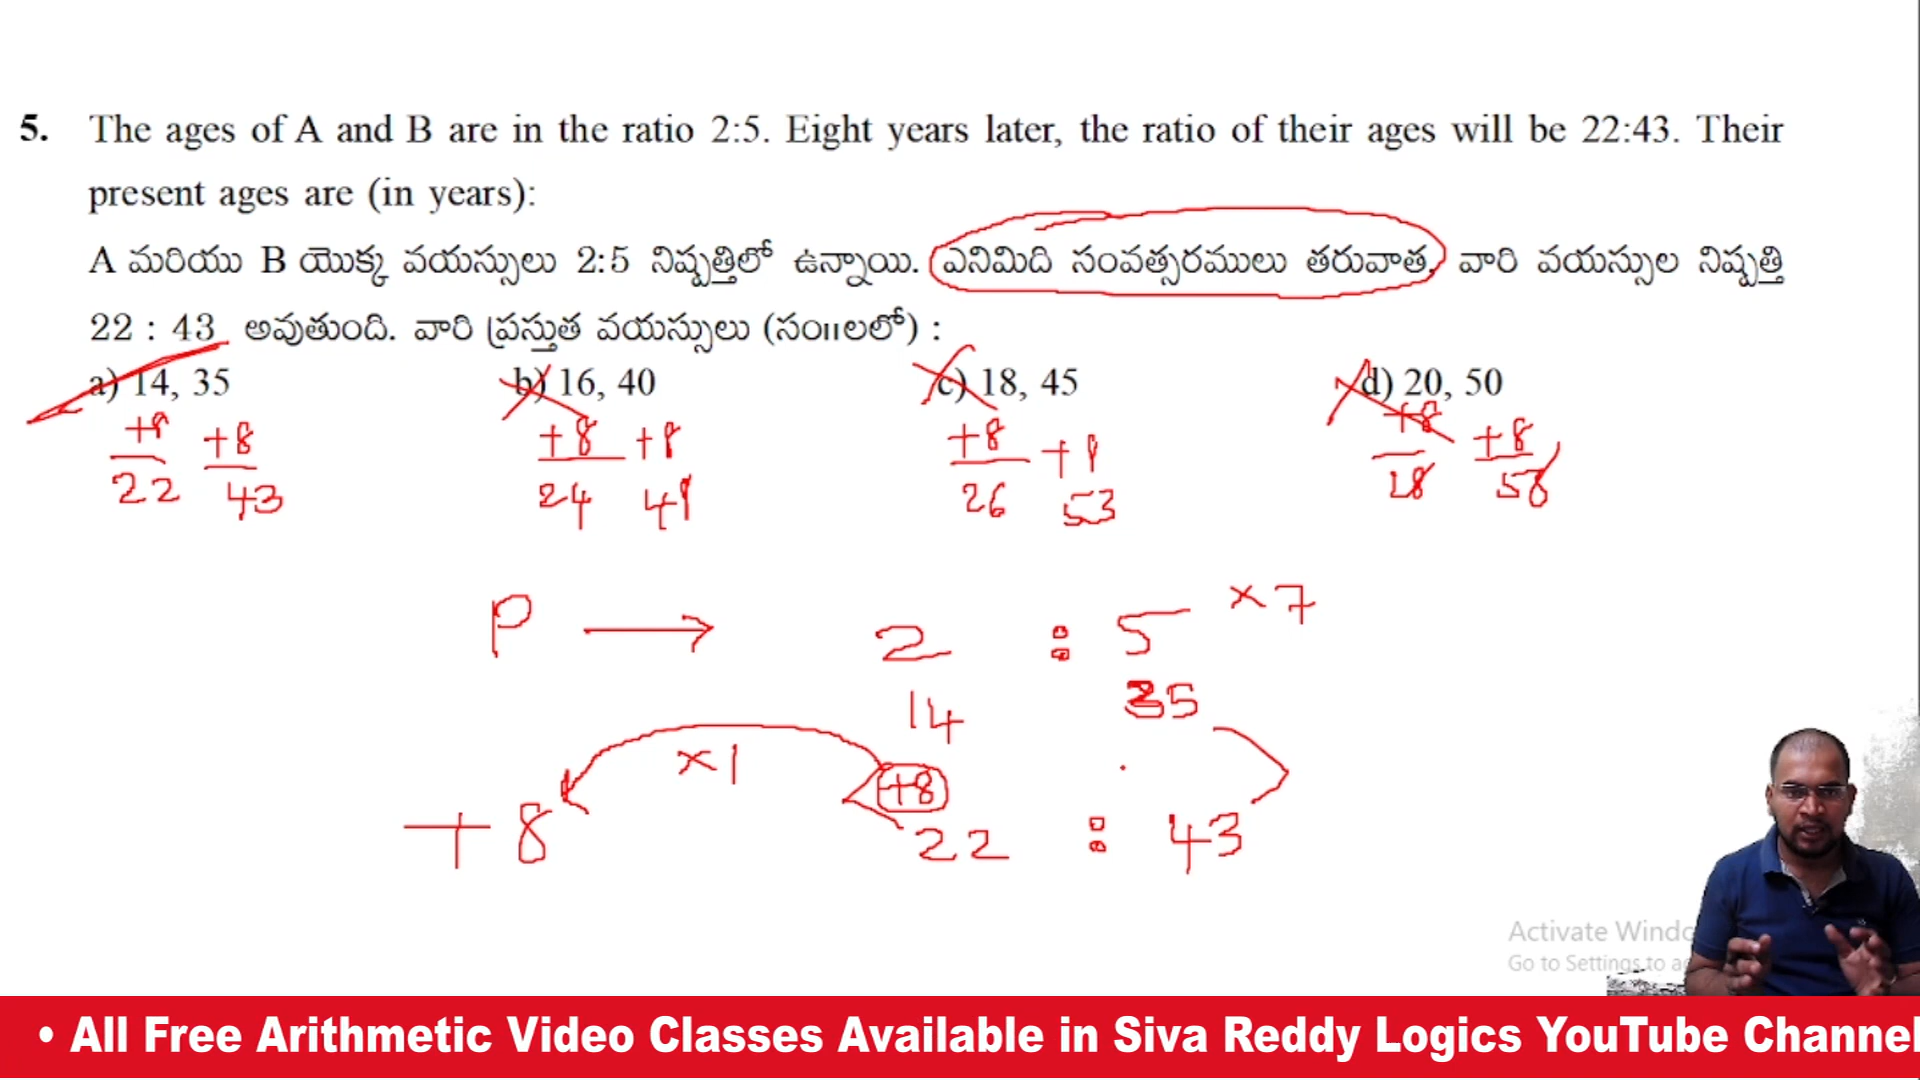 5. The ages of A and B are in the ratio 2:5. Eight years later, the ratio of their ages will be 22:43. Their
present ages are (in years):
A మరియు B యొక్క వయస్సులు 2:5 నిష్పత్తిలో ఉన్నాయి. ఎనిమిది సంవత్సరములు తరువాత, వారి వయస్సుల నిష్పత్తి
22 : 43 అవుతుంది. వారి ప్రస్తుత వయస్సులు (సం॥లలో) :
a) 14, 35 b) 16, 40 c) 18, 45 d) 20, 50
+8 +8 +8 +8 +8 +8 +8 +8
22 43 24 26 53 58
P → 2 : 5 ×7
14 35
×1 +8
+8 22 : 43
Activate Windo
Go to Settings to a
• All Free Arithmetic Video Classes Available in Siva Reddy Logics YouTube Channel